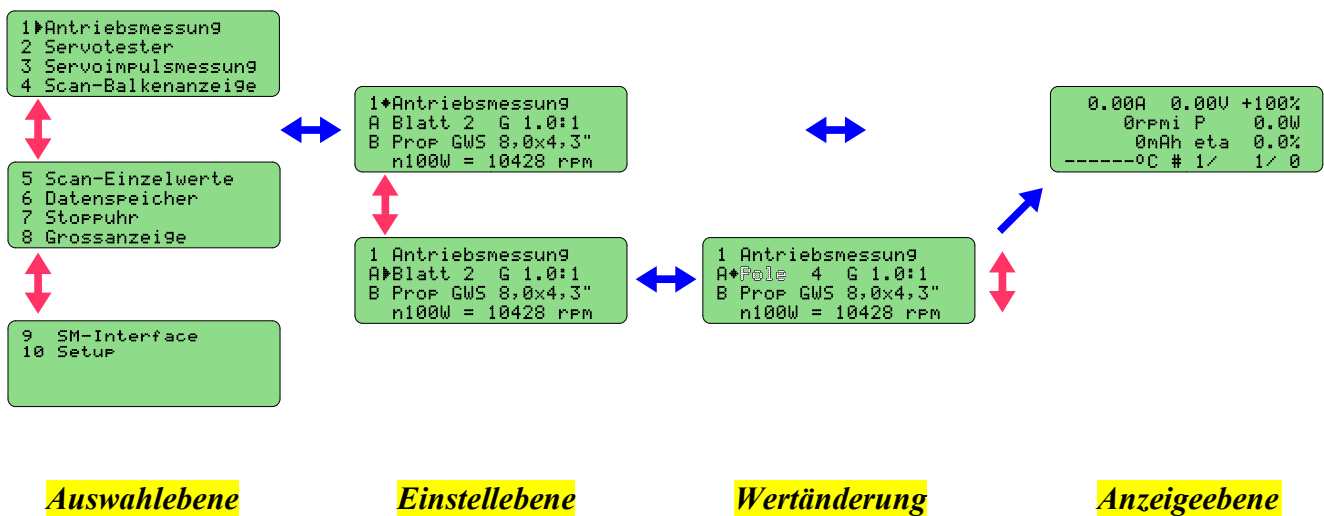 1▶Antriebsmessung
2 Servotester
3 Servoimpulsmessung
4 Scan-Balkenanzeige
5 Scan-Einzelwerte
6 Datenspeicher
7 Stoppuhr
8 Grossanzeige
9 SM-Interface
10 Setup
1◆Antriebsmessung
A Blatt 2 G 1.0:1
B Prop GWS 8,0x4,3"
n100W = 10428 rpm
1 Antriebsmessung
A▶Blatt 2 G 1.0:1
B Prop GWS 8,0x4,3"
n100W = 10428 rpm
1 Antriebsmessung
A◆Pole 4 G 1.0:1
B Prop GWS 8,0x4,3"
n100W = 10428 rpm
0.00A 0.00V +100%
0rpmi P 0.0W
0mAh eta 0.0%
------ºC # 1/ 1/ 0
Auswahlebene
Einstellebene
Wertänderung
Anzeigeebene